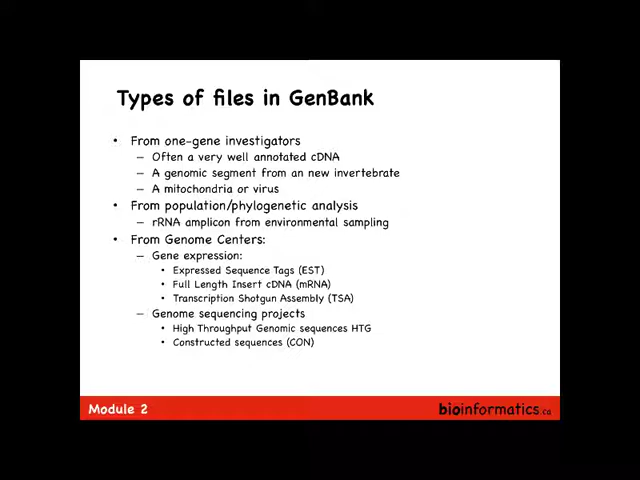 Types of files in GenBank
• From one-gene investigators
– Often a very well annotated cDNA
– A genomic segment from an new invertebrate
– A mitochondria or virus
• From population/phylogenetic analysis
– rRNA amplicon from environmental sampling
• From Genome Centers:
– Gene expression:
• Expressed Sequence Tags (EST)
• Full Length Insert cDNA (mRNA)
• Transcription Shotgun Assembly (TSA)
– Genome sequencing projects
• High Throughput Genomic sequences HTG
• Constructed sequences (CON)
Module 2
bioinformatics.ca